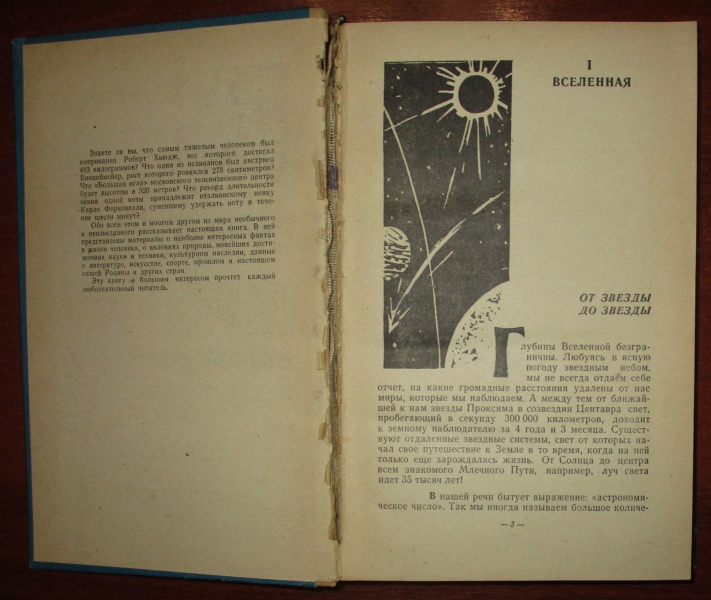 Знаете ли вы, что самым тяжелым человеком был
американец Роберт Хьюдж, вес которого достигал
483 килограммов? Что один из великанов был австриец
рост которого ровнялся 278 сантиметров?
Что «Большая игла» московского телевизионного центра
будет высотою в 520 метров? Что рекорд длительности
пения одной ноты принадлежит итальянскому певцу
Карло Ферконелли, сумевшему удержать ноту в тече-
ние шести минут?
Обо всем этом и многом другом из мира необычного
и неизведанного рассказывает настоящая книга. В ней
представлены материалы о наиболее интересных фактах
в жизни человека, о явлениях природы, новейших дости-
жениях науки и техники, культурном наследии, данные
о литературе, искусстве, спорте, прошлом и настоящем
нашей Родины и других стран.
Эту книгу с большим интересом прочтет каждый
любознательный читатель.
I
ВСЕЛЕННАЯ
ОТ ЗВЕЗДЫ
ДО ЗВЕЗДЫ
Глубины Вселенной безгра-
ничны. Любуясь в ясную
погоду звездным небом,
мы не всегда отдаём себе
отчет, на какие громадные расстояния удалены от нас
миры, которые мы наблюдаем. А между тем от ближай-
шей к нам звезды Проксима в созвездии Центавра свет,
пробегающий в секунду 300 000 километров, доходит
к земному наблюдателю за 4 года и 3 месяца. Сущест-
вуют отдаленные звездные системы, свет от которых на-
чал свое путешествие к Земле в то время, когда на ней
только еще зарождалась жизнь. От Солнца до центра
всем знакомого Млечного Пути, например, луч света
идет 35 тысяч лет!
В нашей речи бытует выражение: «астрономи-
ческое число». Так мы иногда называем большое количе-
— 3 —